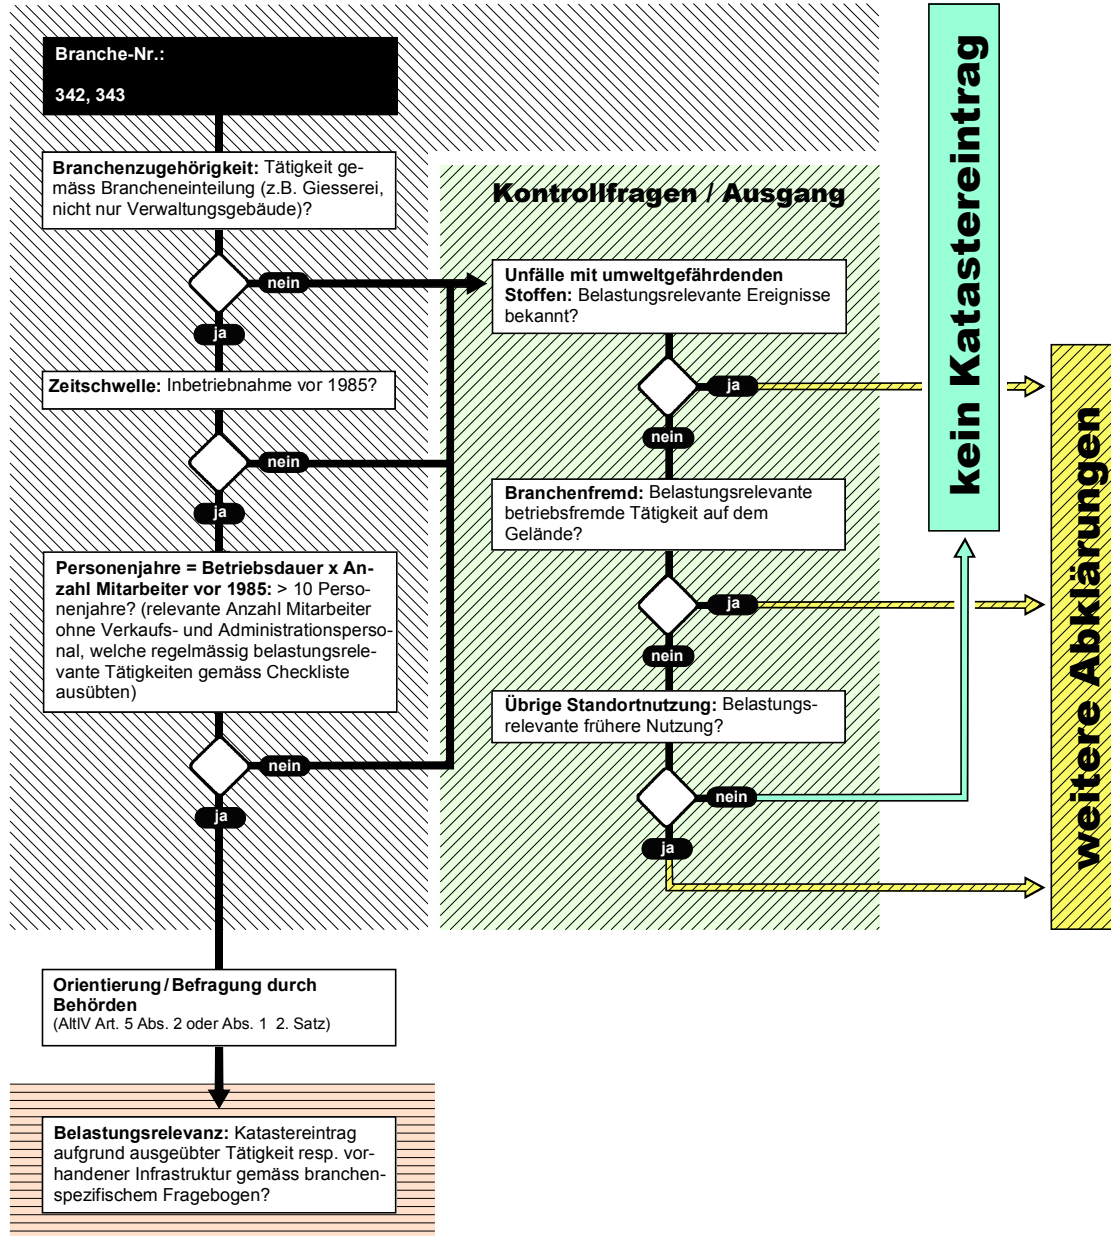 Branche-Nr.:
342, 343
Branchenzugehörigkeit: Tätigkeit ge-
mäss Brancheneinteilung (z.B. Giesserei,
nicht nur Verwaltungsgebäude)?
nein
ja
Zeitschwelle: Inbetriebnahme vor 1985?
nein
ja
Personenjahre = Betriebsdauer x An-
zahl Mitarbeiter vor 1985: > 10 Perso-
nenjahre? (relevante Anzahl Mitarbeiter
ohne Verkaufs- und Administrationsperso-
nal, welche regelmässig belastungsrele-
vante Tätigkeiten gemäss Checkliste
ausübten)
nein
ja
Orientierung / Befragung durch
Behörden
(AltlV Art. 5 Abs. 2 oder Abs. 1 2. Satz)
Belastungsrelevanz: Katastereintrag
aufgrund ausgeübter Tätigkeit resp. vor-
handener Infrastruktur gemäss branchen-
spezifischem Fragebogen?
Kontrollfragen / Ausgang
Unfälle mit umweltgefährdenden
Stoffen: Belastungsrelevante Ereignisse
bekannt?
ja
nein
Branchenfremd: Belastungsrelevante
betriebsfremde Tätigkeit auf dem
Gelände?
ja
nein
Übrige Standortnutzung: Belastungs-
relevante frühere Nutzung?
nein
ja
kein Katastereintrag
weitere Abklärungen